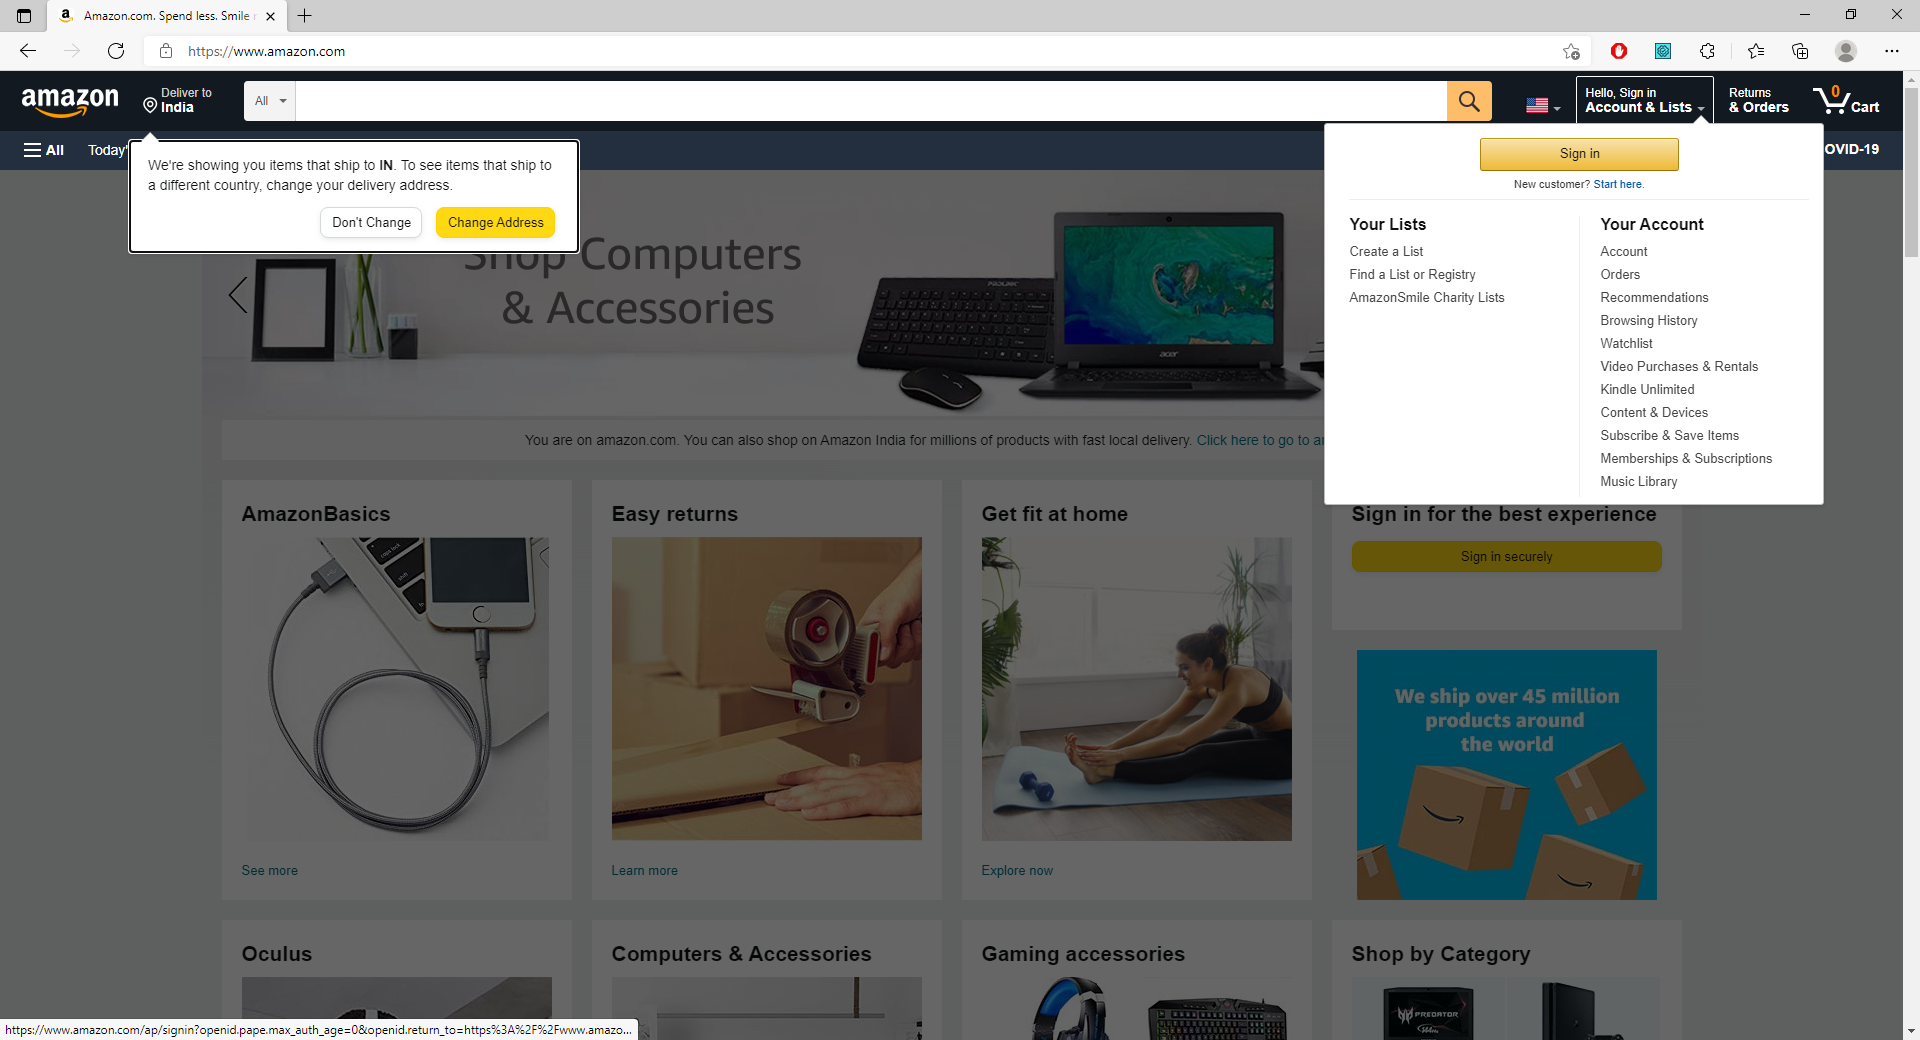 Amazon.com. Spend less. Smile
https://www.amazon.com
amazon
Deliver to
India
All
Hello, Sign in
Account & Lists
Returns
& Orders
0
Cart
All
Today'
OVID-19
We're showing you items that ship to IN. To see items that ship to
a different country, change your delivery address.
Don't Change
Change Address
Sign in
New customer? Start here.
Your Lists
Create a List
Find a List or Registry
AmazonSmile Charity Lists
Your Account
Account
Orders
Recommendations
Browsing History
Watchlist
Video Purchases & Rentals
Kindle Unlimited
Content & Devices
Subscribe & Save Items
Memberships & Subscriptions
Music Library
Shop Computers
& Accessories
PROLINK
acer
You are on amazon.com. You can also shop on Amazon India for millions of products with fast local delivery. Click here to go to
AmazonBasics
See more
Easy returns
Learn more
Get fit at home
Explore now
Sign in for the best experience
Sign in securely
We ship over 45 million
products around
the world
Oculus
Computers & Accessories
Gaming accessories
Shop by Category
PREDATOR
https://www.amazon.com/ap/signin?openid.pape.max_auth_age=0&openid.return_to=https%3A%2F%2Fwww.amazo...